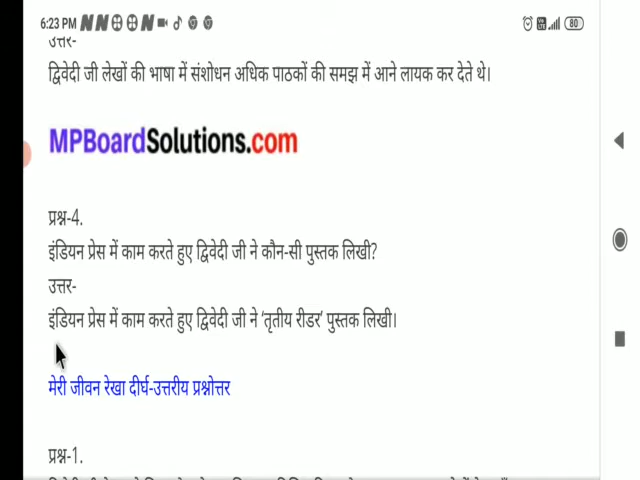 6:23 PM
80
उत्तर-
द्विवेदी जी लेखों की भाषा में संशोधन अधिक पाठकों की समझ में आने लायक कर देते थे।
MPBoardSolutions.com
प्रश्न-4.
इंडियन प्रेस में काम करते हुए द्विवेदी जी ने कौन-सी पुस्तक लिखी?
उत्तर-
इंडियन प्रेस में काम करते हुए द्विवेदी जी ने ‘तृतीय रीडर’ पुस्तक लिखी।
मेरी जीवन रेखा दीर्घ-उत्तरीय प्रश्नोत्तर
प्रश्न-1.